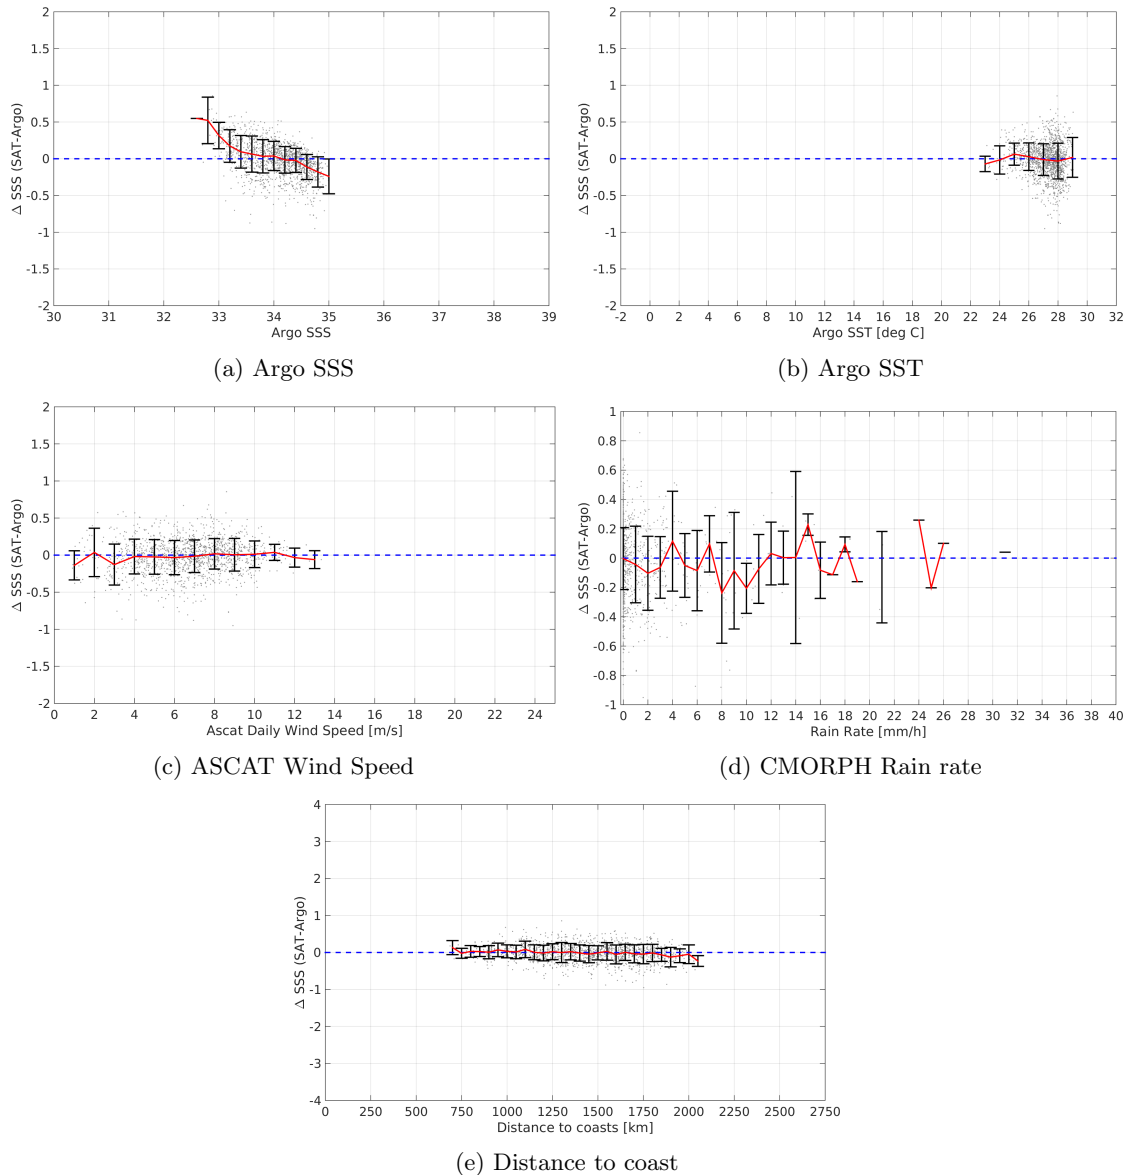 2
1.5
1
0.5
0
-0.5
-1
-1.5
-2
Δ SSS (SAT-Argo)
30 31 32 33 34 35 36 37 38 39
Argo SSS
(a) Argo SSS
2
1.5
1
0.5
0
-0.5
-1
-1.5
-2
Δ SSS (SAT-Argo)
-2 0 2 4 6 8 10 12 14 16 18 20 22 24 26 28 30 32
Argo SST [deg C]
(b) Argo SST
2
1.5
1
0.5
0
-0.5
-1
-1.5
-2
Δ SSS (SAT-Argo)
0 2 4 6 8 10 12 14 16 18 20 22 24
Ascat Daily Wind Speed [m/s]
(c) ASCAT Wind Speed
1
0.8
0.6
0.4
0.2
0
-0.2
-0.4
-0.6
-0.8
-1
Δ SSS (SAT-Argo)
0 2 4 6 8 10 12 14 16 18 20 22 24 26 28 30 32 34 36 38 40
Rain Rate [mm/h]
(d) CMORPH Rain rate
4
3
2
1
0
-1
-2
-3
-4
Δ SSS (SAT-Argo)
0 250 500 750 1000 1250 1500 1750 2000 2250 2500 2750
Distance to coasts [km]
(e) Distance to coast